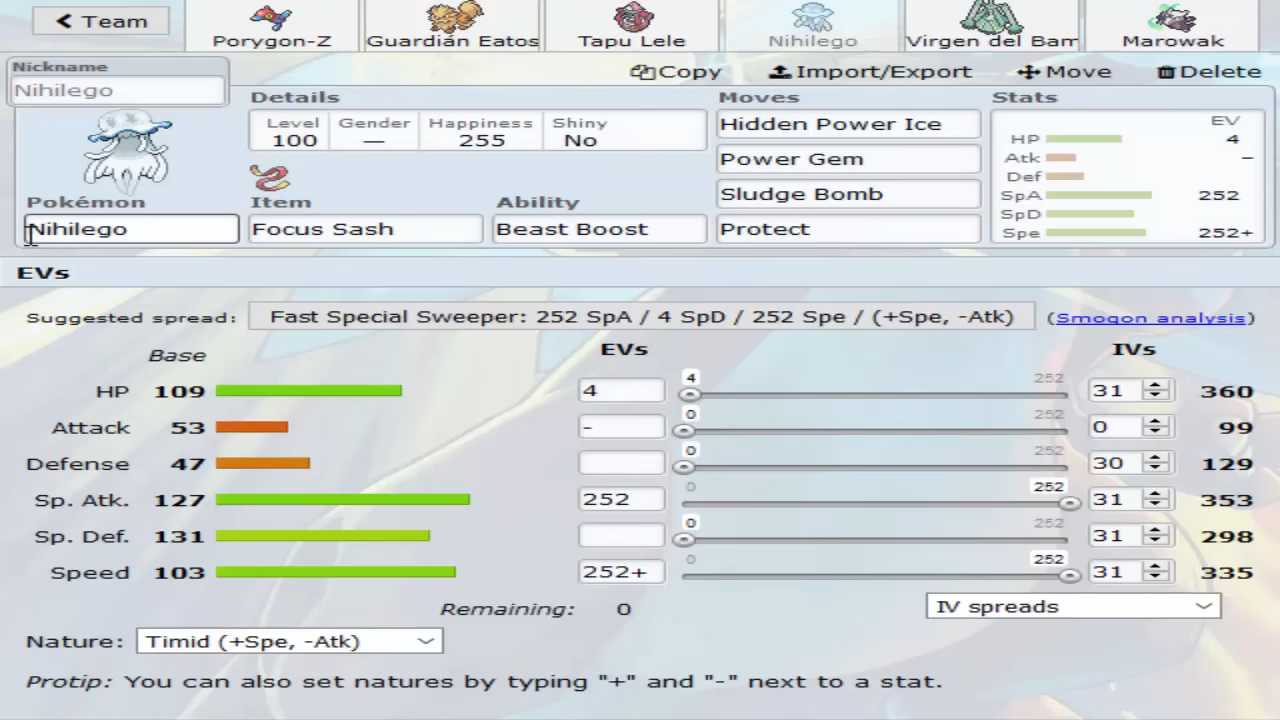 Team
Porygon-Z
Guardian Eatos
Tapu Lele
Nihilego
Virgen del Bam
Marowak
Nickname
Nihilego
Copy Import/Export Move Delete
Details
Level Gender Happiness Shiny
100 — 255 No
Moves
Hidden Power Ice
Power Gem
Sludge Bomb
Protect
Stats
EV
HP 4
Atk –
Def
SpA 252
SpD
Spe 252+
Pokémon
Nihilego
Item
Focus Sash
Ability
Beast Boost
EVs
Suggested spread: Fast Special Sweeper: 252 SpA / 4 SpD / 252 Spe / (+Spe, -Atk) (Smogon analysis)
Base EVs IVs
HP 109 4 4 252 31 360
Attack 53 - 0 252 0 99
Defense 47 0 252 30 129
Sp. Atk. 127 252 0 252 31 353
Sp. Def. 131 0 252 31 298
Speed 103 252+ 0 252 31 335
Remaining: 0 IV spreads
Nature: Timid (+Spe, -Atk)
Protip: You can also set natures by typing "+" and "-" next to a stat.